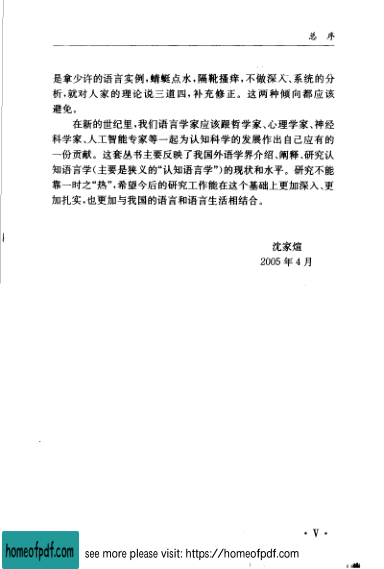 总 序
是拿少许的语言实例,蜻蜓点水,隔靴搔痒,不做深入、系统的分
析,就对人家的理论说三道四,补充修正。这两种倾向都应该
避免。
在新的世纪里,我们语言学家应该跟哲学家、心理学家、神经
科学家、人工智能专家等一起为认知科学的发展作出自己应有的
一份贡献。这套丛书主要反映了我国外语学界介绍、阐释、研究认
知语言学(主要是狭义的“认知语言学”)的现状和水平。研究不能
靠一时之“热”,希望今后的研究工作能在这个基础上更加深入、更
加扎实,也更加与我国的语言和语言生活相结合。
沈家煊
2005 年 4 月
· V ·
homeofpdf.com see more please visit: https://homeofpdf.com